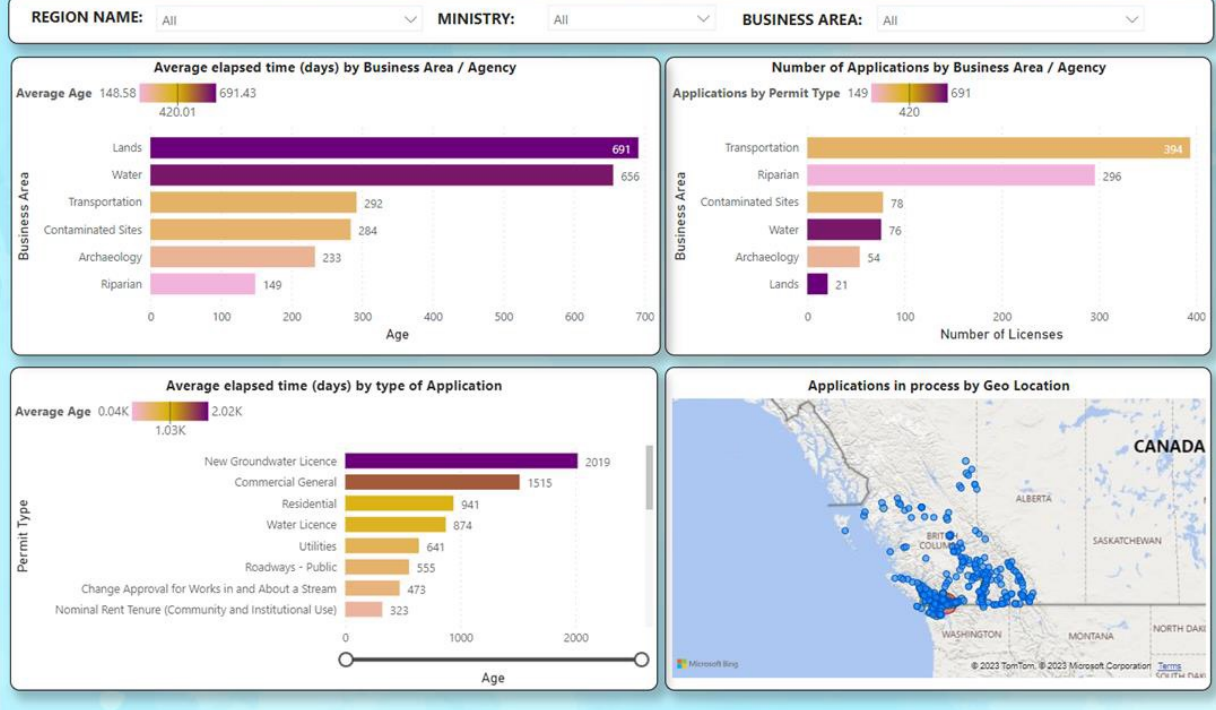 REGION NAME: All MINISTRY: All BUSINESS AREA: All
Average elapsed time (days) by Business Area / Agency
Average Age 148.58 691.43
420.01
Business Area
Lands 691
Water 656
Transportation 292
Contaminated Sites 284
Archaeology 233
Riparian 149
0 100 200 300 400 500 600 700
Age
Number of Applications by Business Area / Agency
Applications by Permit Type 149 691
420
Business Area
Transportation 394
Riparian 296
Contaminated Sites 78
Water 76
Archaeology 54
Lands 21
0 100 200 300 400
Number of Licenses
Average elapsed time (days) by type of Application
Average Age 0.04K 2.02K
1.03K
Permit Type
New Groundwater Licence 2019
Commercial General 1515
Residential 941
Water Licence 874
Utilities 641
Roadways - Public 555
Change Approval for Works in and About a Stream 473
Nominal Rent Tenure (Community and Institutional Use) 323
0 1000 2000
Age
Applications in process by Geo Location
CANADA
ALBERTA
BRITISH
COLUMBIA
SASKATCHEWAN
WASHINGTON
MONTANA
NORTH DAK
Microsoft Bing
© 2023 TomTom, © 2023 Microsoft Corporation Terms
SOUTH DAK